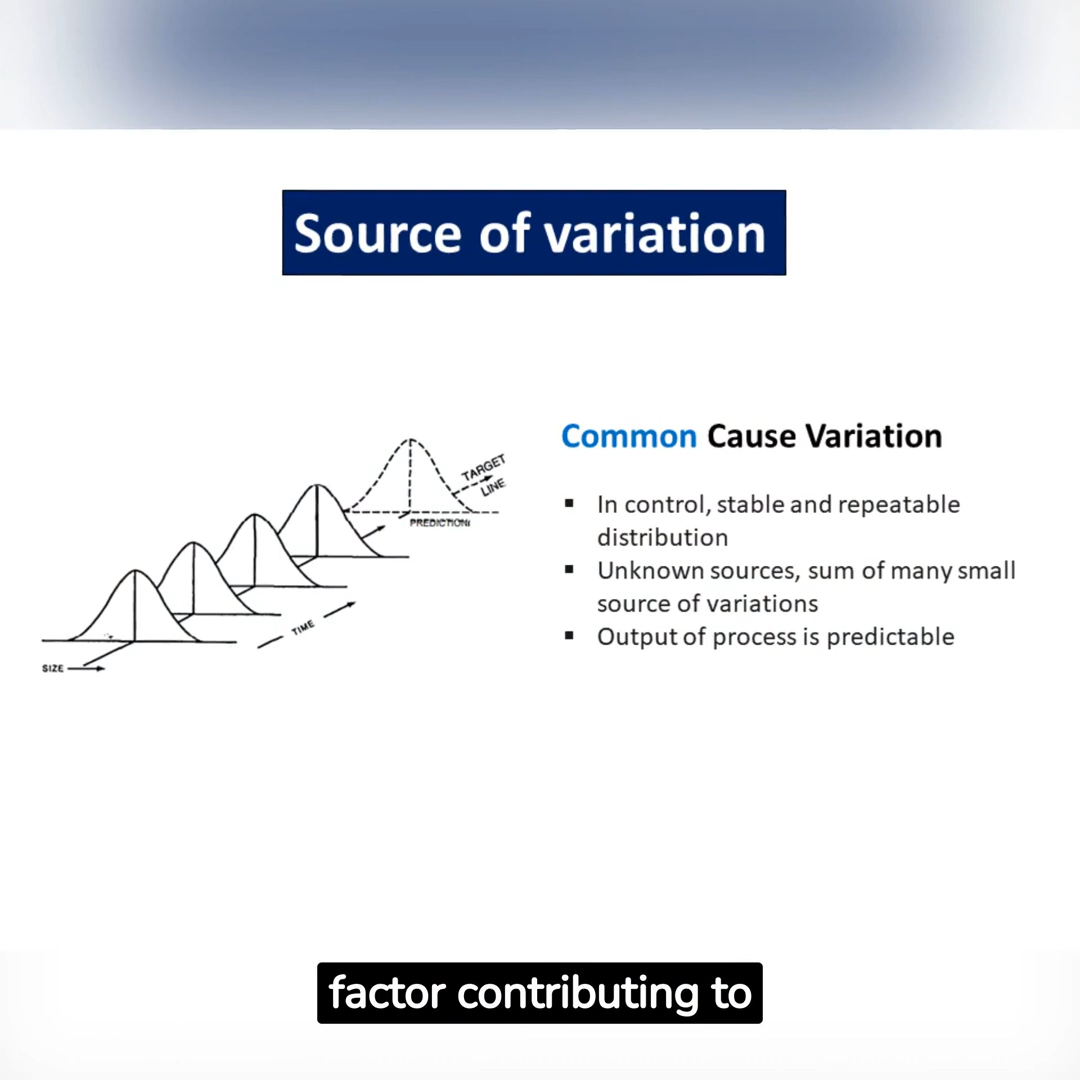 Source of variation
Common Cause Variation
TARGET
LINE
PREDICTION
TIME
SIZE
▪ In control, stable and repeatable
distribution
▪ Unknown sources, sum of many small
source of variations
▪ Output of process is predictable
factor contributing to